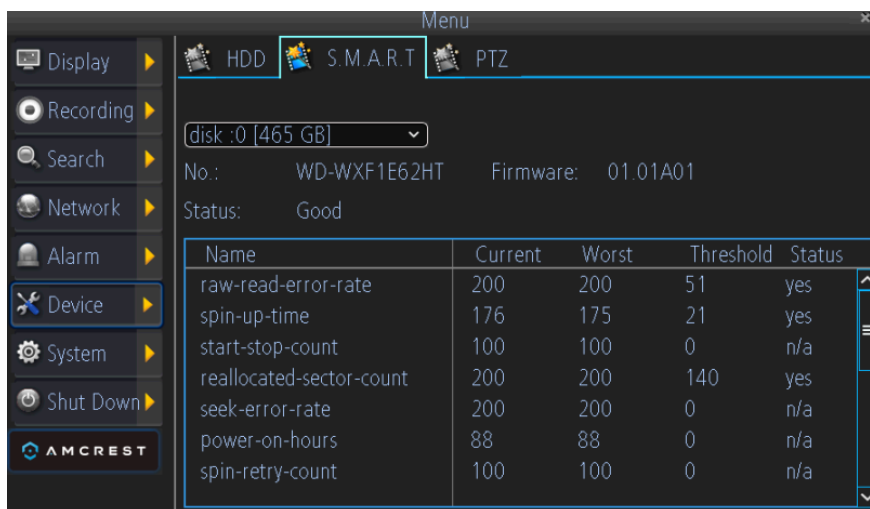 Menu
Display
Recording
Search
Network
Alarm
Device
System
Shut Down
AMCREST
HDD S.M.A.R.T PTZ
disk :0 [465 GB]
No.: WD-WXF1E62HT Firmware: 01.01A01
Status: Good
Name Current Worst Threshold Status
raw-read-error-rate 200 200 51 yes
spin-up-time 176 175 21 yes
start-stop-count 100 100 0 n/a
reallocated-sector-count 200 200 140 yes
seek-error-rate 200 200 0 n/a
power-on-hours 88 88 0 n/a
spin-retry-count 100 100 0 n/a